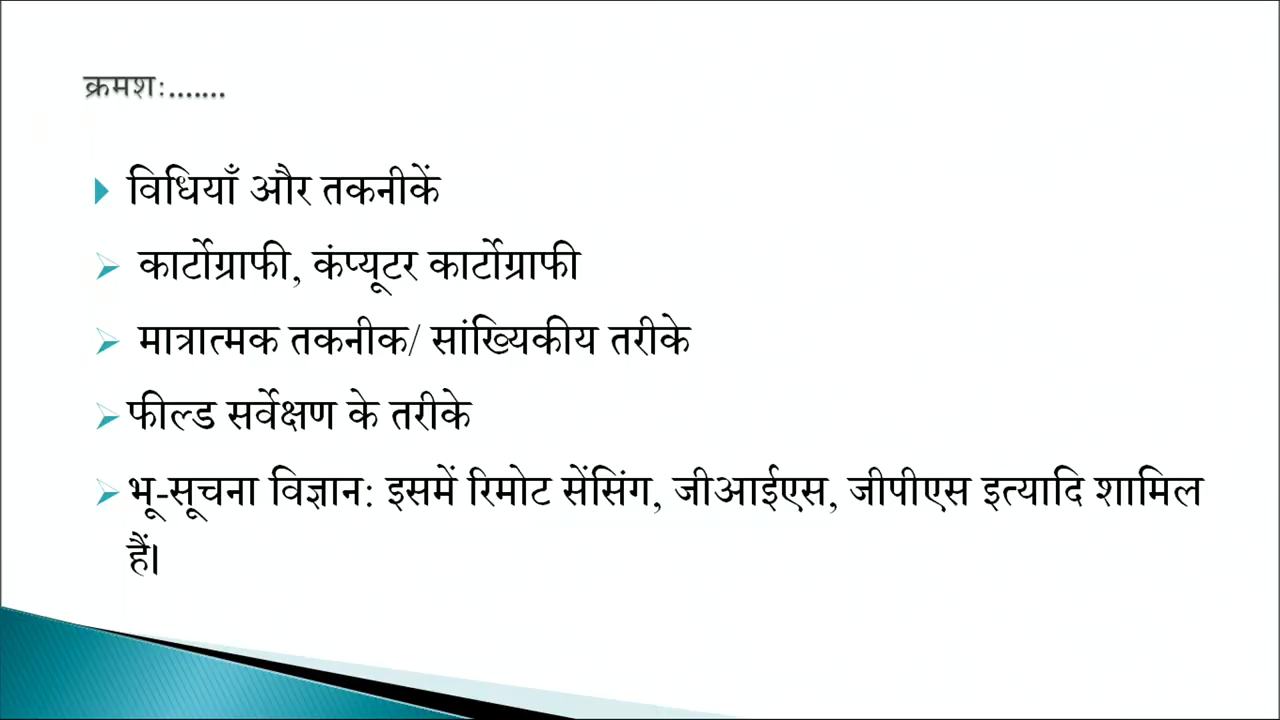 क्रमशः.......
विधियाँ और तकनीकें
कार्टोग्राफी, कंप्यूटर कार्टोग्राफी
मात्रात्मक तकनीक/ सांख्यिकीय तरीके
फील्ड सर्वेक्षण के तरीके
भू-सूचना विज्ञान: इसमें रिमोट सेंसिंग, जीआईएस, जीपीएस इत्यादि शामिल
हैं।